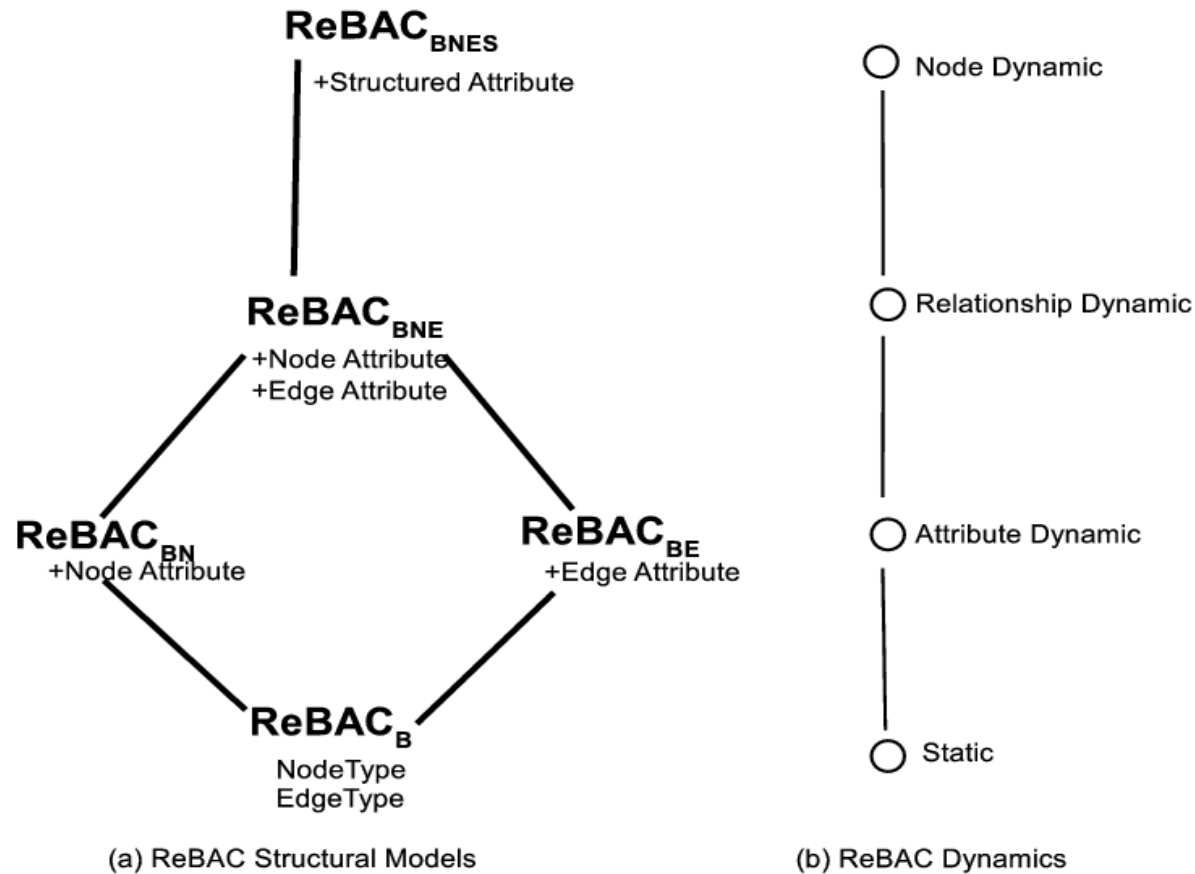 ReBAC_BNES
+Structured Attribute
ReBAC_BNE
+Node Attribute
+Edge Attribute
ReBAC_BN
+Node Attribute
ReBAC_BE
+Edge Attribute
ReBAC_B
NodeType
EdgeType
(a) ReBAC Structural Models
Node Dynamic
Relationship Dynamic
Attribute Dynamic
Static
(b) ReBAC Dynamics